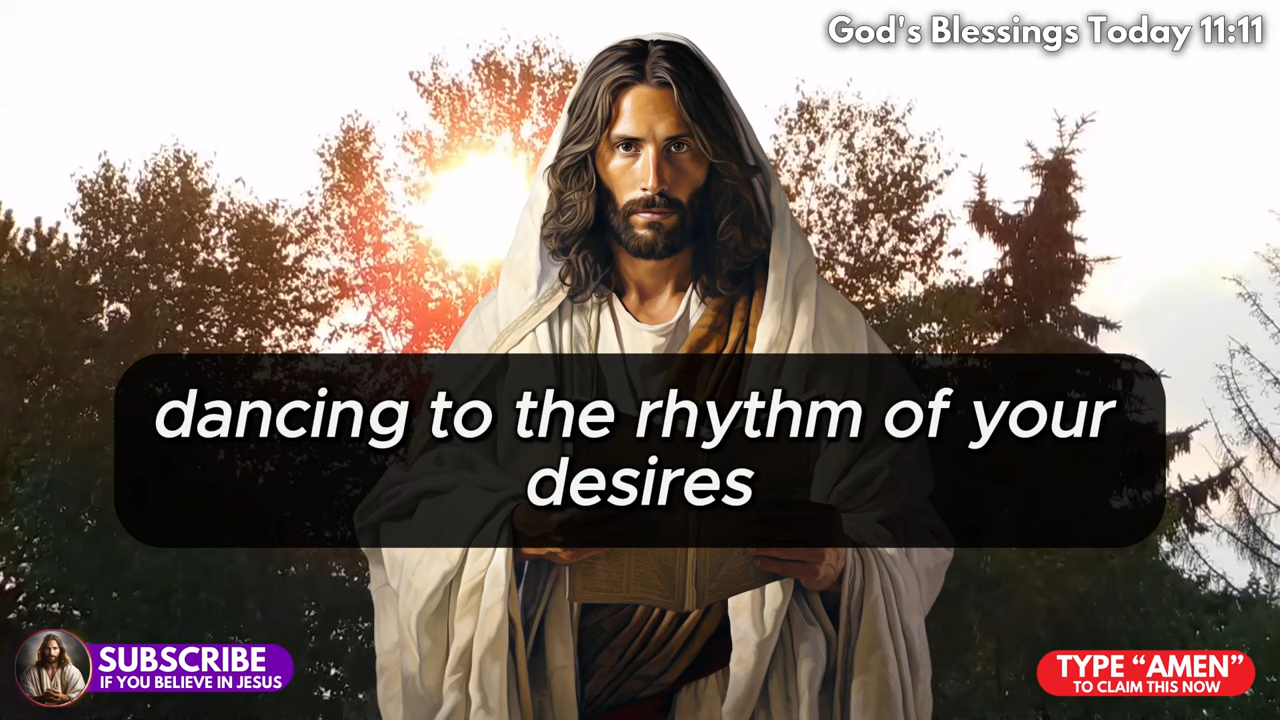 God's Blessings Today 11:11
dancing to the rhythm of your
desires
SUBSCRIBE
IF YOU BELIEVE IN JESUS
TYPE “AMEN”
TO CLAIM THIS NOW